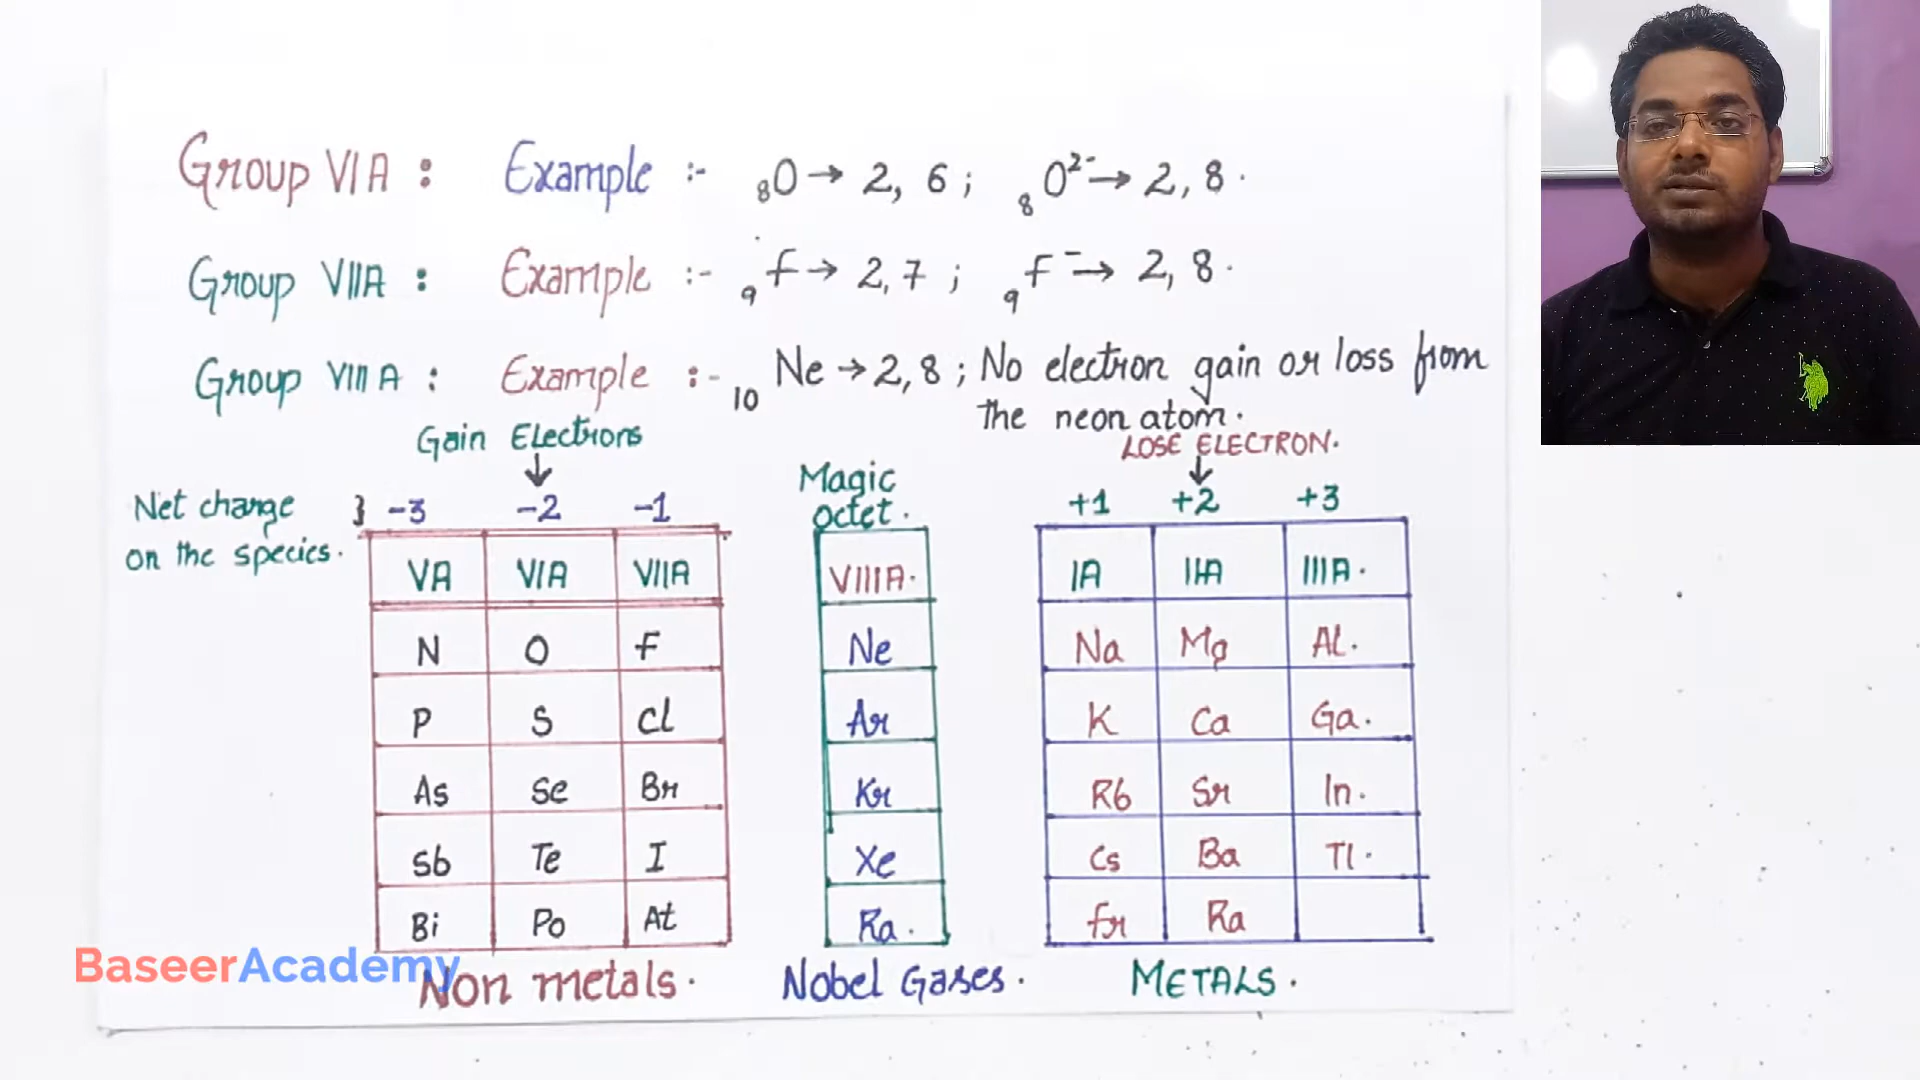 Group VIA : Example :- ₈O → 2, 6 ; ₈O²⁻ → 2, 8.
Group VIIA : Example :- ₉f → 2, 7 ; ₉f⁻ → 2, 8.
Group VIIIA : Example :- ₁₀Ne → 2, 8 ; No electron gain or loss from
the neon atom.
Gain Electrons
LOSE ELECTRON.
Net change
on the species.
} -3 -2 -1
Magic
octet.
+1 +2 +3
VA VIA VIIA VIIIA. IA IIA IIIA.
N O F Ne Na Mg Al.
P S Cl Ar K Ca Ga.
As Se Br Kr Rb Sr In.
Sb Te I Xe Cs Ba Tl.
Bi Po At Ra. fr Ra
BaseerAcademy
Non metals. Nobel Gases. METALS.